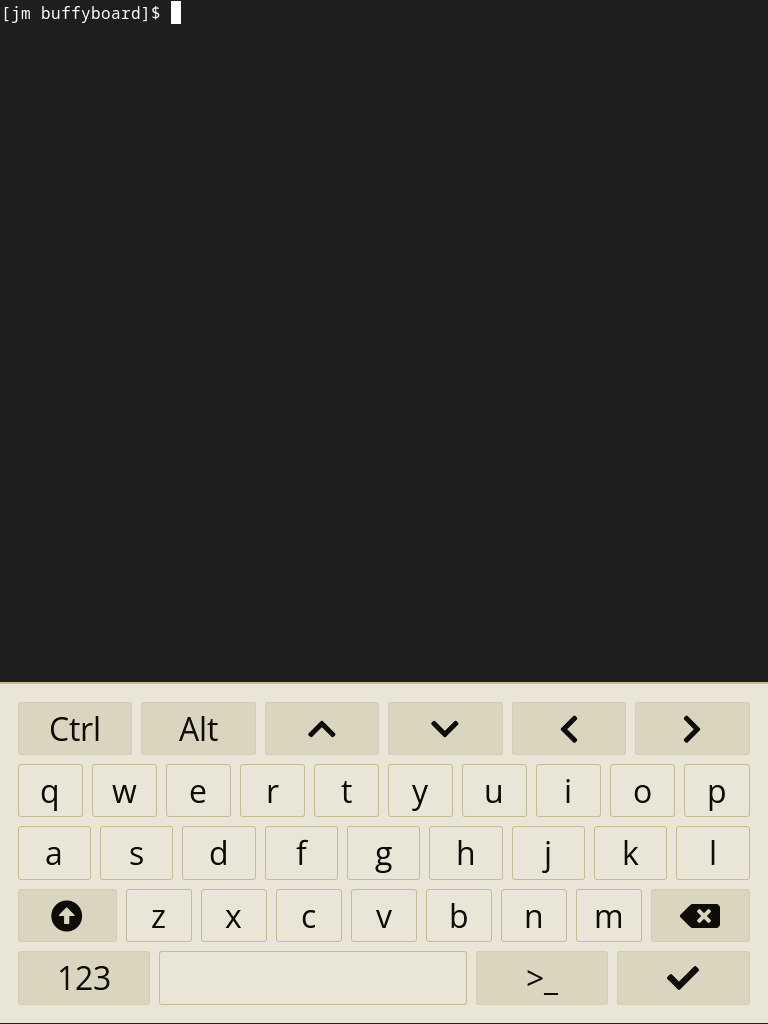 [jm buffyboard]$
Ctrl Alt
q w e r t y u i o p
a s d f g h j k l
z x c v b n m
123 >_